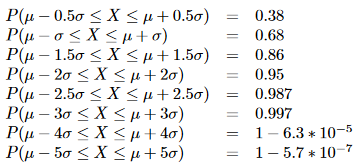 P(μ − 0.5σ ≤ X ≤ μ + 0.5σ) = 0.38
P(μ − σ ≤ X ≤ μ + σ) = 0.68
P(μ − 1.5σ ≤ X ≤ μ + 1.5σ) = 0.86
P(μ − 2σ ≤ X ≤ μ + 2σ) = 0.95
P(μ − 2.5σ ≤ X ≤ μ + 2.5σ) = 0.987
P(μ − 3σ ≤ X ≤ μ + 3σ) = 0.997
P(μ − 4σ ≤ X ≤ μ + 4σ) = 1 − 6.3 * 10⁻⁵
P(μ − 5σ ≤ X ≤ μ + 5σ) = 1 − 5.7 * 10⁻⁷